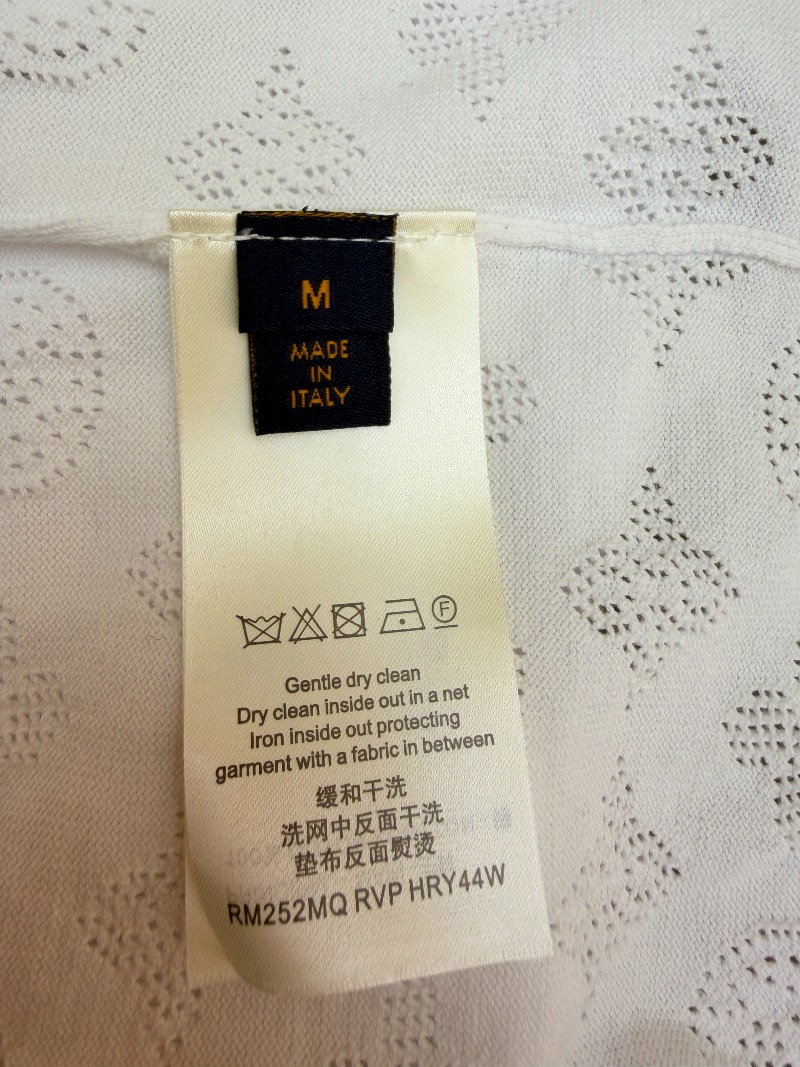 M
MADE
IN
ITALY
F
Gentle dry clean
Dry clean inside out in a net
Iron inside out protecting
garment with a fabric in between
缓和干洗
洗网中反面干洗
垫布反面熨烫
RM252MQ RVP HRY44W